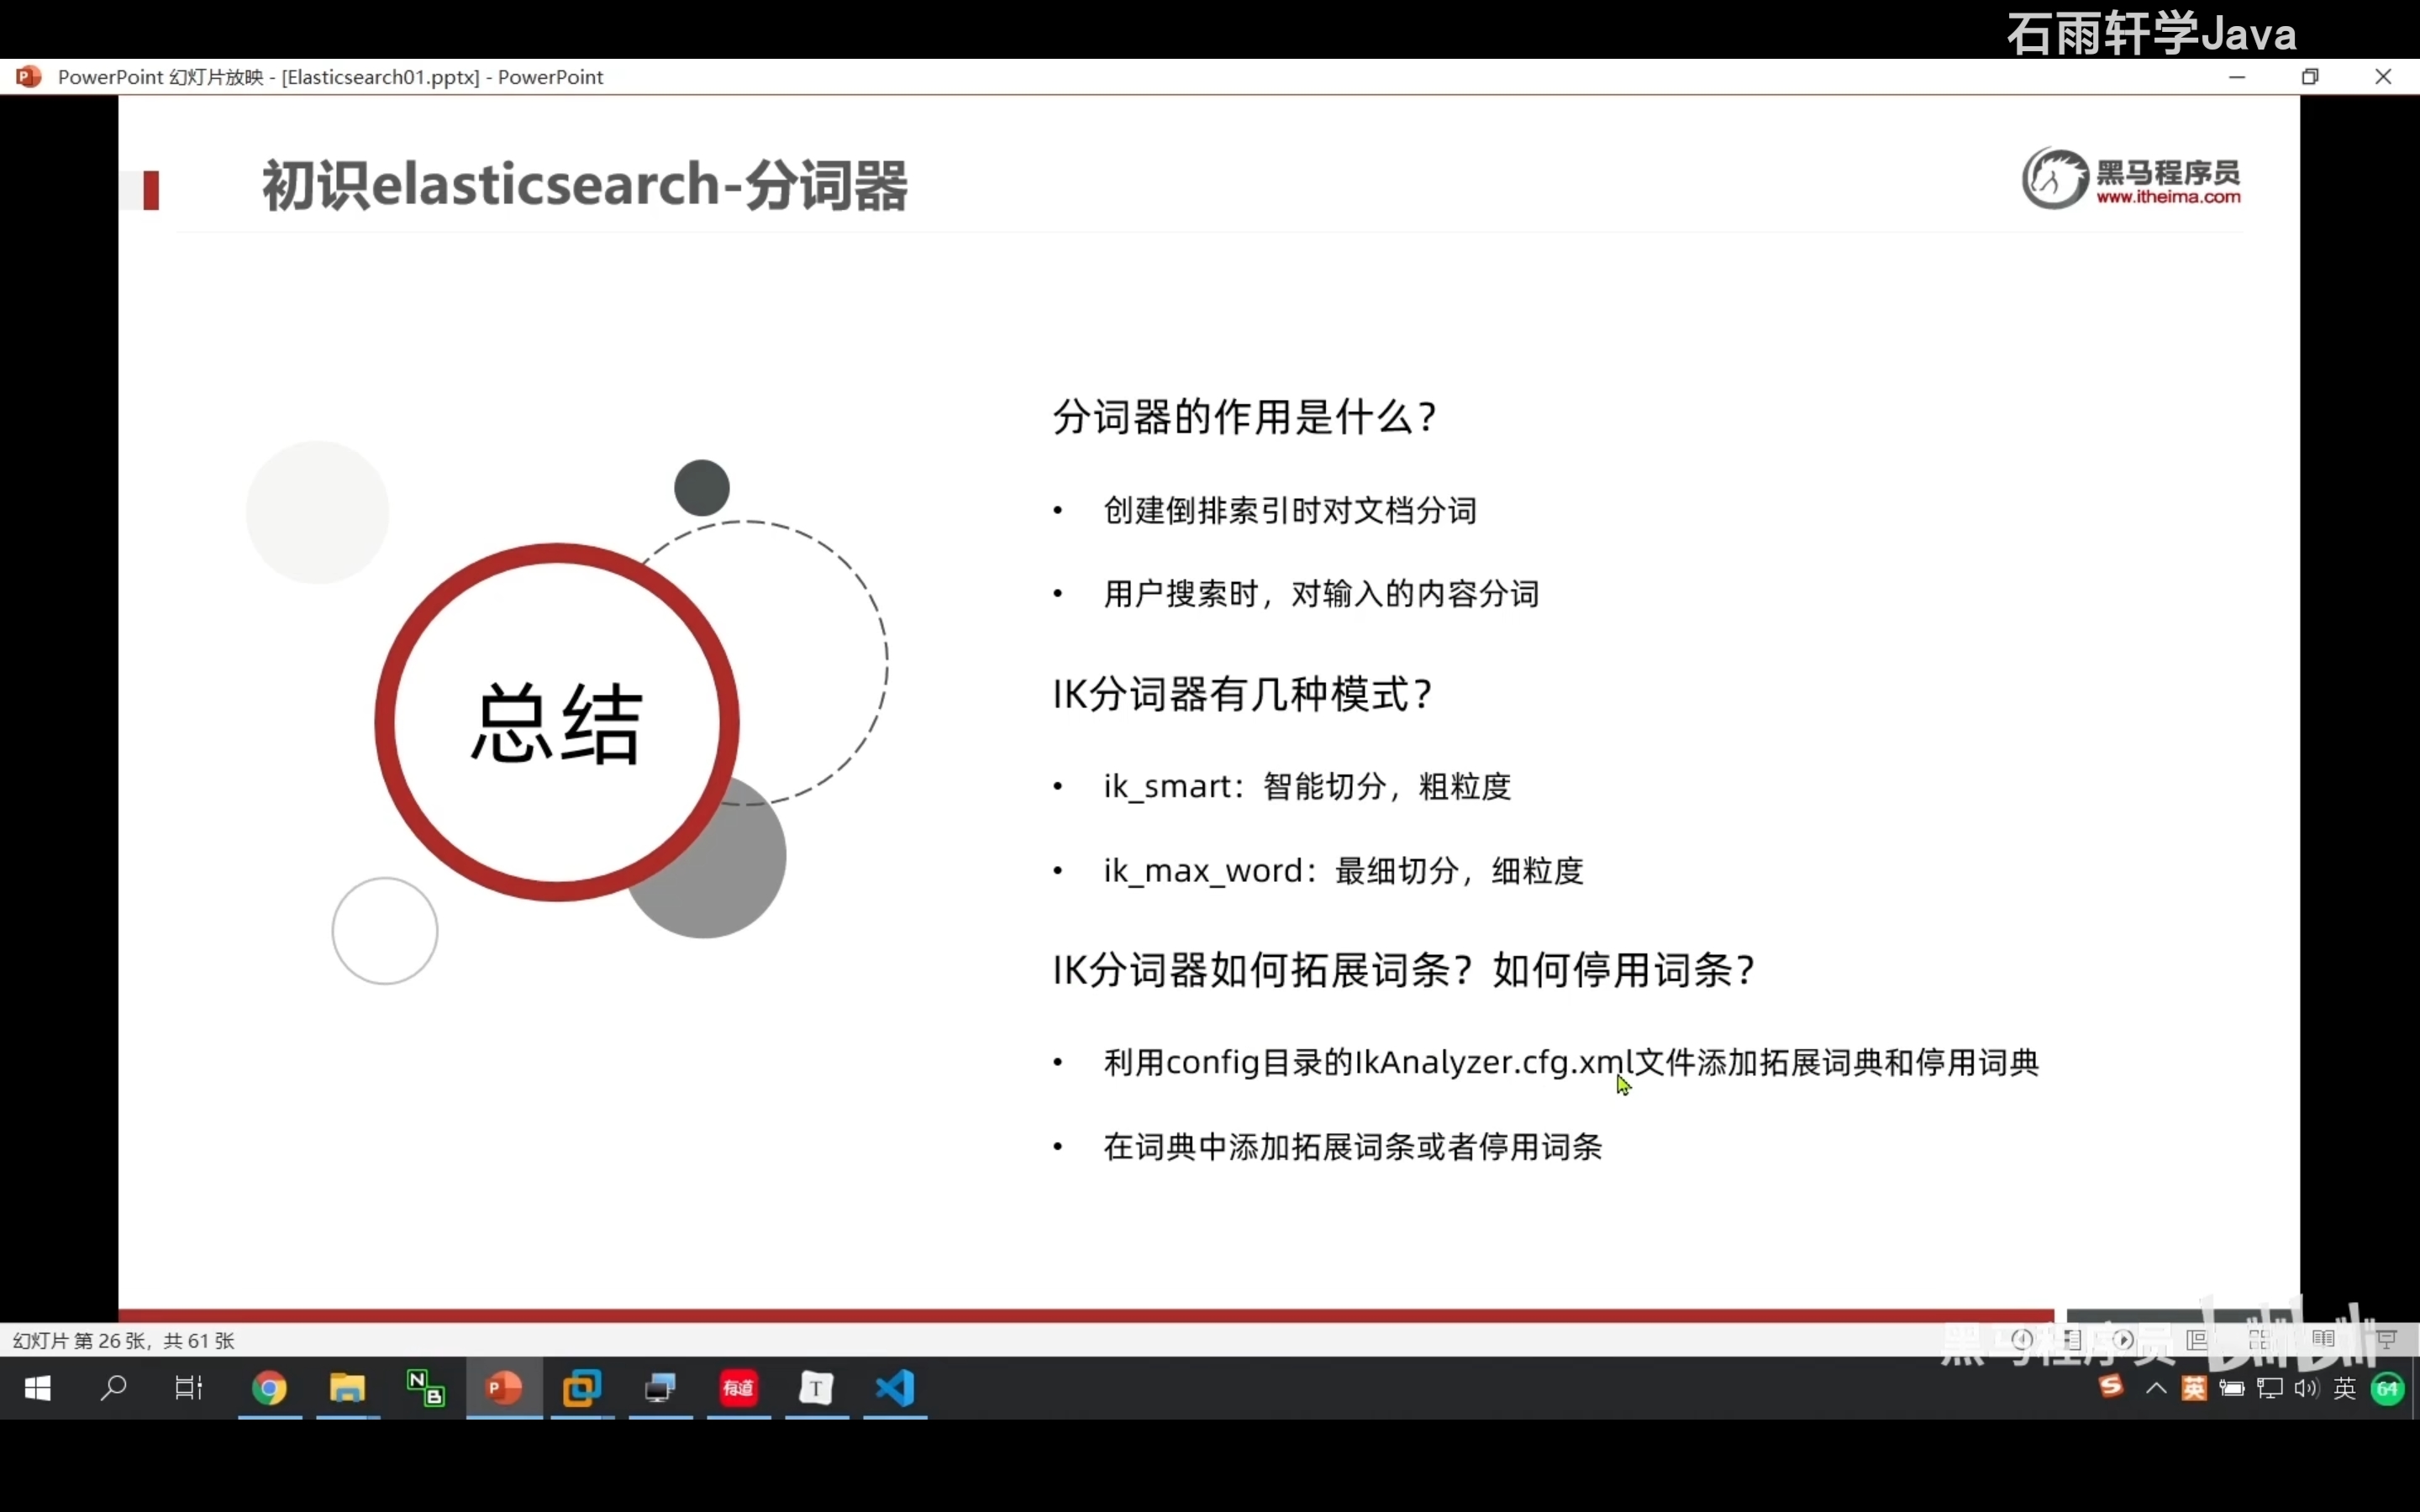 石雨轩学Java
PowerPoint 幻灯片放映 - [Elasticsearch01.pptx] - PowerPoint
初识elasticsearch-分词器
黑马程序员
www.itheima.com
总结
分词器的作用是什么？
• 创建倒排索引时对文档分词
• 用户搜索时，对输入的内容分词
IK分词器有几种模式？
• ik_smart：智能切分，粗粒度
• ik_max_word：最细切分，细粒度
IK分词器如何拓展词条？如何停用词条？
• 利用config目录的IkAnalyzer.cfg.xml文件添加拓展词典和停用词典
• 在词典中添加拓展词条或者停用词条
黑马程序员 bilibili
幻灯片 第 26 张，共 61 张
N B
P
有道
T
S
英
英
64